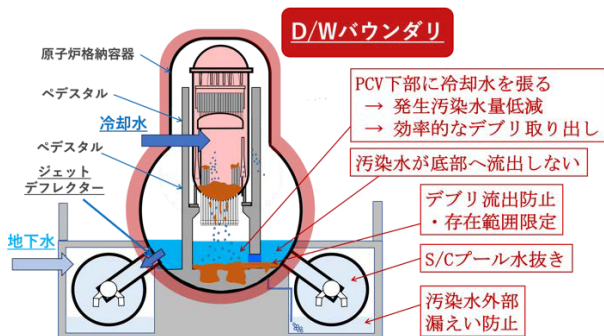 D/Wバウンダリ
原子炉格納容器
ペデスタル
冷却水
ペデスタル
ジェット
デフレクター
地下水
PCV下部に冷却水を張る
→ 発生汚染水量低減
→ 効率的なデブリ取り出し
汚染水が底部へ流出しない
デブリ流出防止
・存在範囲限定
S/Cプール水抜き
汚染水外部
漏えい防止